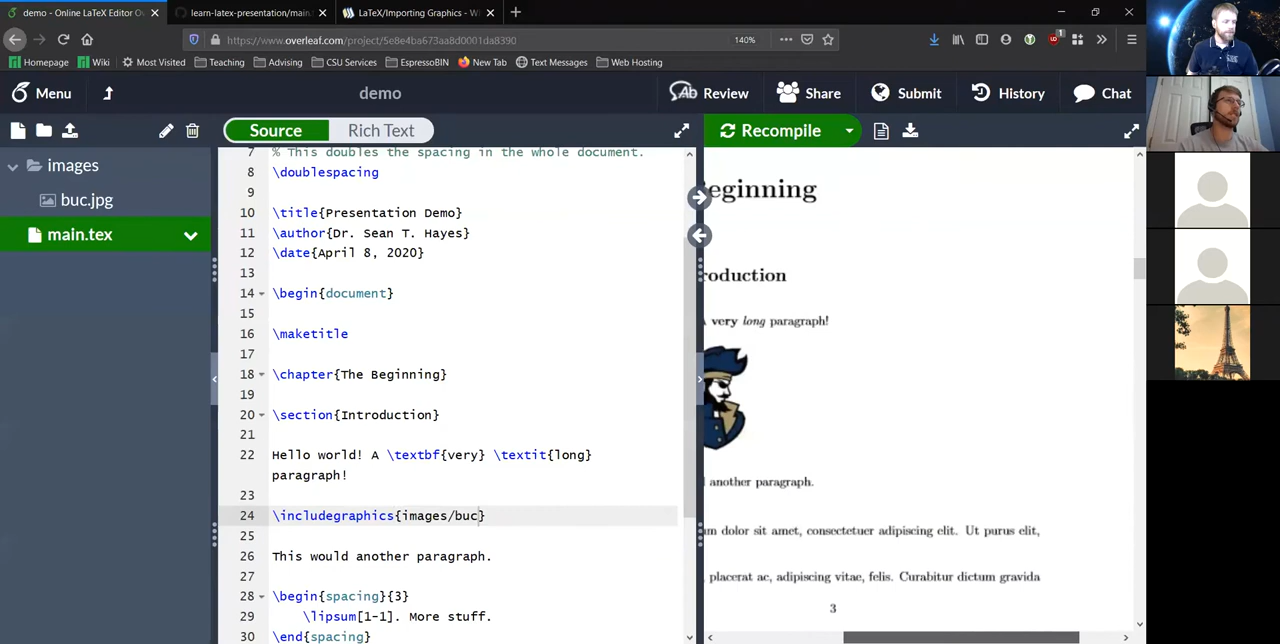 demo - Online LaTeX Editor Ov
learn-latex-presentation/main.t
LaTeX/Importing Graphics - W
https://www.overleaf.com/project/5e8e4ba673aa8d0001da8390
140%
1
Homepage
Wiki
Most Visited
Teaching
Advising
CSU Services
EspressoBIN
New Tab
Text Messages
Web Hosting
Menu
demo
Review
Share
Submit
History
Chat
Source
Rich Text
Recompile
images
buc.jpg
main.tex
7 % This doubles the spacing in the whole document.
8 \doublespacing
9
10 \title{Presentation Demo}
11 \author{Dr. Sean T. Hayes}
12 \date{April 8, 2020}
13
14 \begin{document}
15
16 \maketitle
17
18 \chapter{The Beginning}
19
20 \section{Introduction}
21
22 Hello world! A \textbf{very} \textit{long}
paragraph!
23
24 \includegraphics{images/buc}
25
26 This would another paragraph.
27
28 \begin{spacing}{3}
29 \lipsum[1-1]. More stuff.
30 \end{spacing}
eginning
roduction
very long paragraph!
another paragraph.
m dolor sit amet, consectetuer adipiscing elit. Ut purus elit,
placerat ac, adipiscing vitae, felis. Curabitur dictum gravida
3